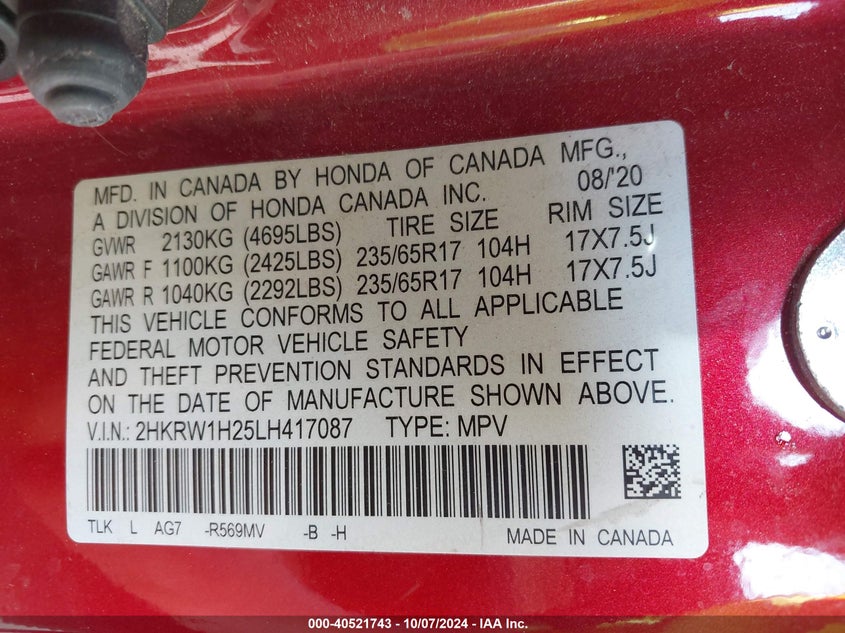 MFD. IN CANADA BY HONDA OF CANADA MFG.,
A DIVISION OF HONDA CANADA INC. 08/'20
GVWR 2130KG (4695LBS) TIRE SIZE RIM SIZE
GAWR F 1100KG (2425LBS) 235/65R17 104H 17X7.5J
GAWR R 1040KG (2292LBS) 235/65R17 104H 17X7.5J
THIS VEHICLE CONFORMS TO ALL APPLICABLE
FEDERAL MOTOR VEHICLE SAFETY
AND THEFT PREVENTION STANDARDS IN EFFECT
ON THE DATE OF MANUFACTURE SHOWN ABOVE.
V.I.N.: 2HKRW1H25LH417087 TYPE: MPV
TLK L AG7 -R569MV -B -H MADE IN CANADA
000-40521743 - 10/07/2024 - IAA Inc.